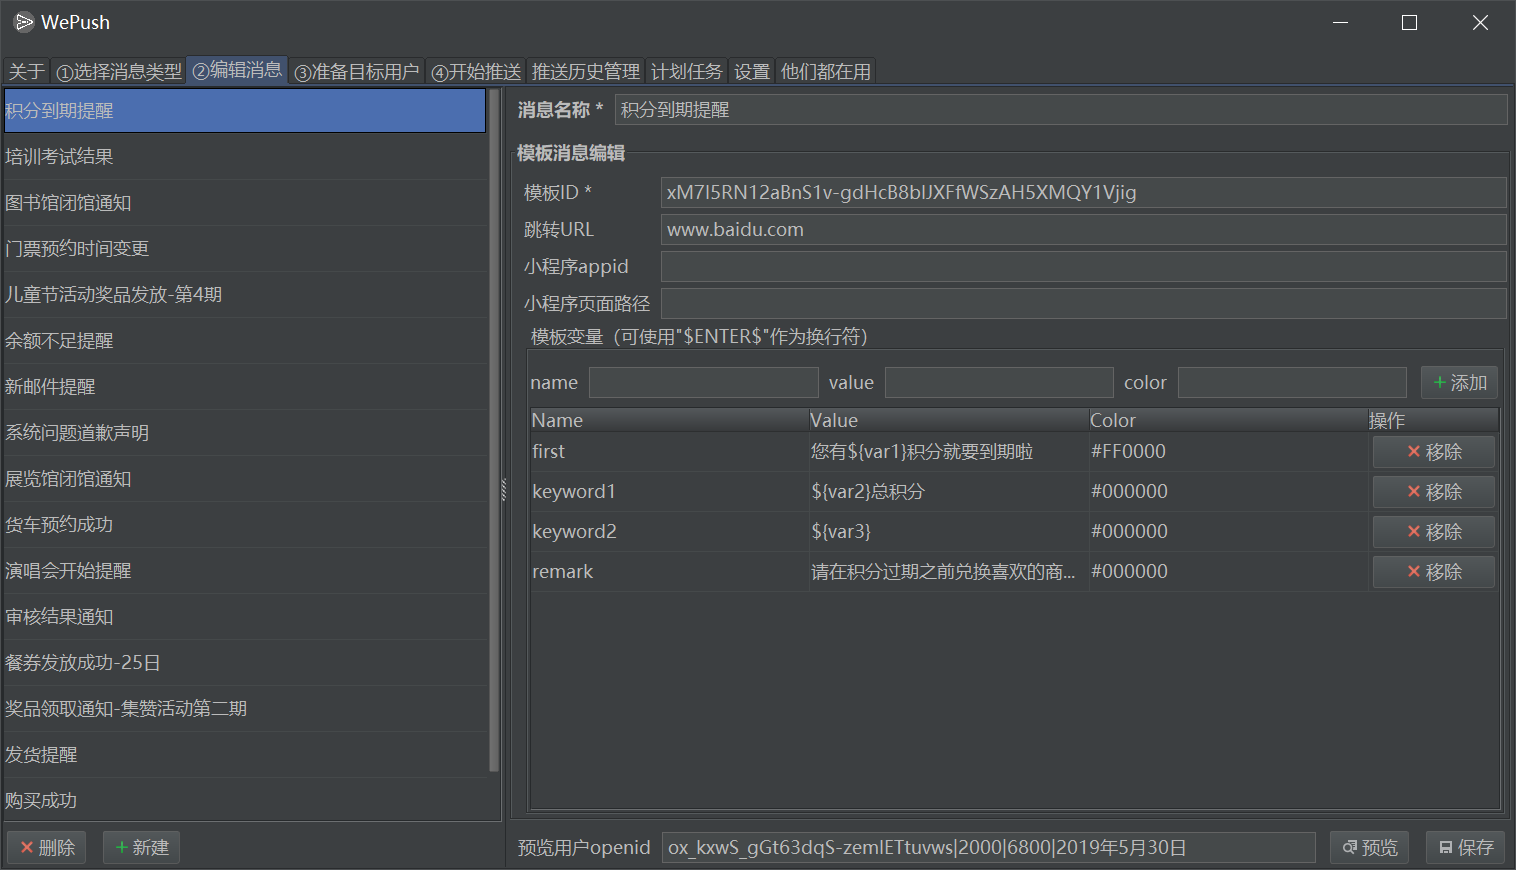 WePush
关于 ①选择消息类型 ②编辑消息 ③准备目标用户 ④开始推送 推送历史管理 计划任务 设置 他们都在用
积分到期提醒
培训考试结果
图书馆闭馆通知
门票预约时间变更
儿童节活动奖品发放-第4期
余额不足提醒
新邮件提醒
系统问题道歉声明
展览馆闭馆通知
货车预约成功
演唱会开始提醒
审核结果通知
餐券发放成功-25日
奖品领取通知-集赞活动第二期
发货提醒
购买成功
删除 新建
消息名称 * 积分到期提醒
模板消息编辑
模板ID * xM7I5RN12aBnS1v-gdHcB8blJXFfWSzAH5XMQY1Vjig
跳转URL www.baidu.com
小程序appid
小程序页面路径
模板变量（可使用"$ENTER$"作为换行符）
name value color 添加
Name Value Color 操作
first 您有${var1}积分就要到期啦 #FF0000 移除
keyword1 ${var2}总积分 #000000 移除
keyword2 ${var3} #000000 移除
remark 请在积分过期之前兑换喜欢的商... #000000 移除
预览用户openid ox_kxwS_gGt63dqS-zemlETtuvws|2000|6800|2019年5月30日 预览 保存